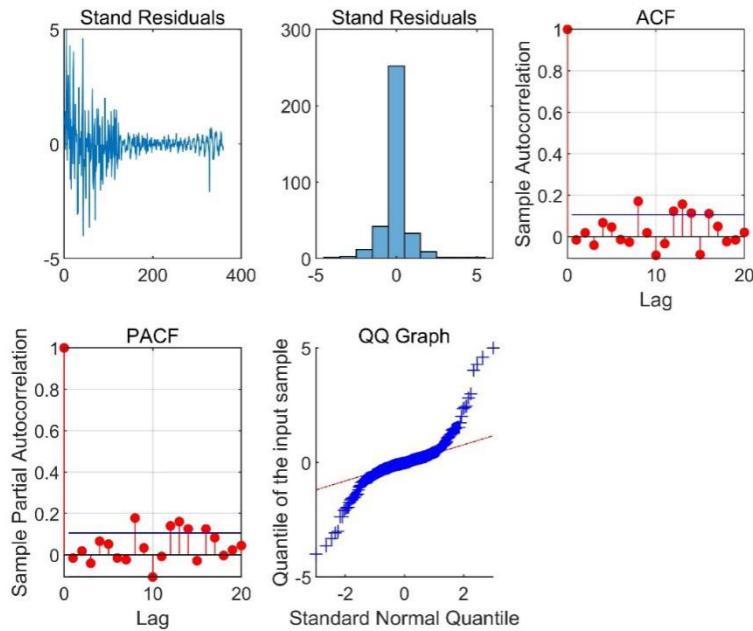 Stand Residuals
5
0
-5
0 200 400
Stand Residuals
300
200
100
0
-5 0 5
ACF
Sample Autocorrelation
1
0.8
0.6
0.4
0.2
0
0 10 20
Lag
PACF
Sample Partial Autocorrelation
1
0.8
0.6
0.4
0.2
0
0 10 20
Lag
QQ Graph
Quantile of the input sample
5
0
-5
-2 0 2
Standard Normal Quantile